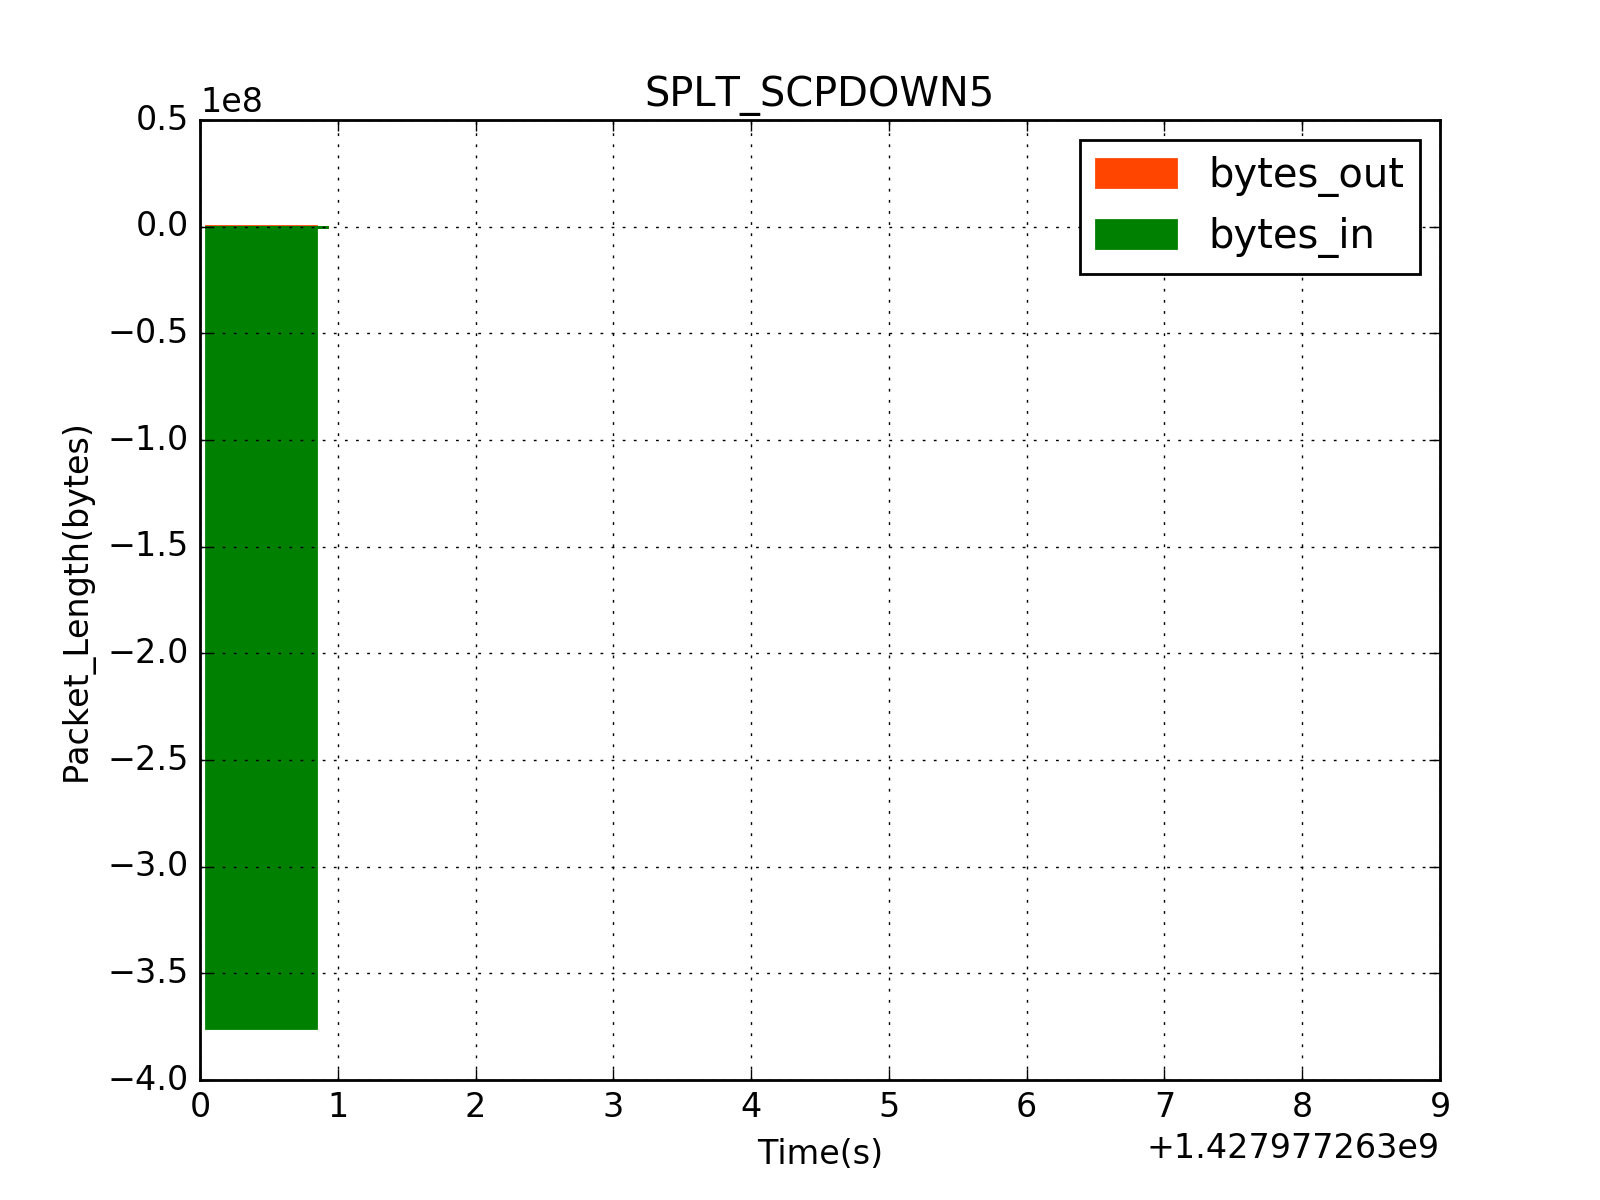 SPLT_SCPDOWN5
1e8
0.5
0.0
−0.5
−1.0
−1.5
−2.0
−2.5
−3.0
−3.5
−4.0
Packet_Length(bytes)
bytes_out
bytes_in
0 1 2 3 4 5 6 7 8 9
Time(s)
+1.427977263e9